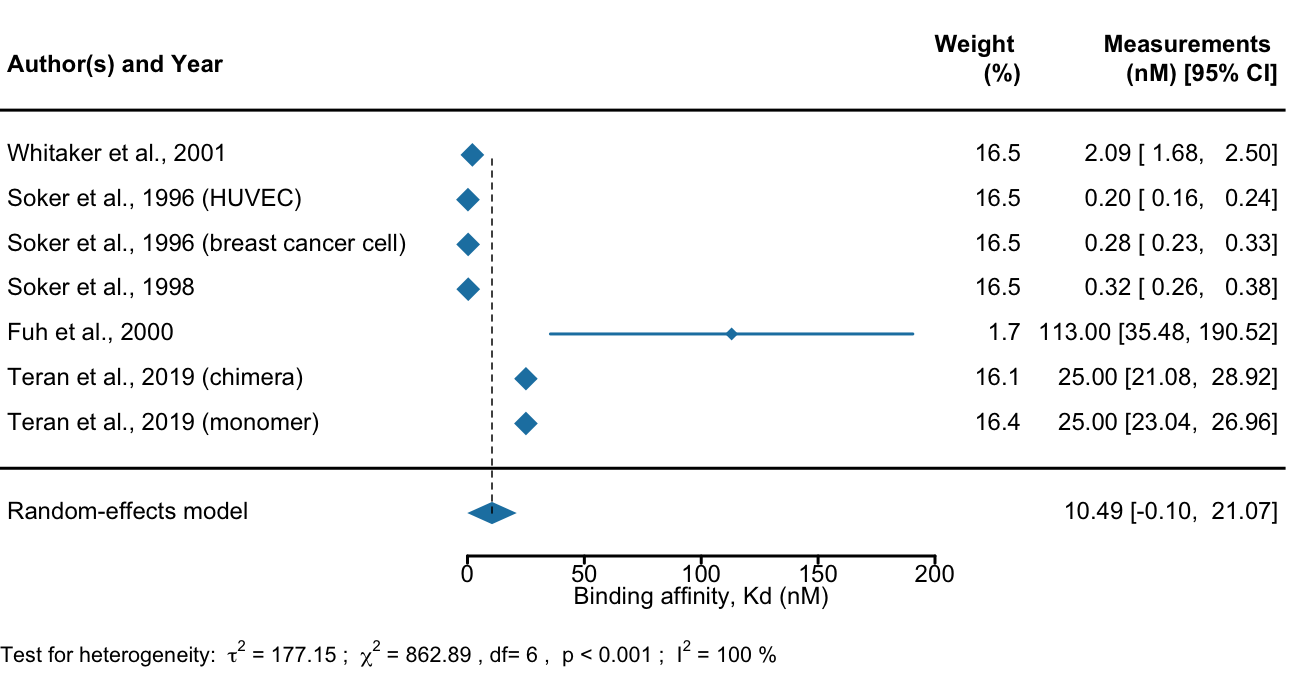 Author(s) and Year Weight (%) Measurements (nM) [95% CI]
Whitaker et al., 2001 16.5 2.09 [ 1.68, 2.50]
Soker et al., 1996 (HUVEC) 16.5 0.20 [ 0.16, 0.24]
Soker et al., 1996 (breast cancer cell) 16.5 0.28 [ 0.23, 0.33]
Soker et al., 1998 16.5 0.32 [ 0.26, 0.38]
Fuh et al., 2000 1.7 113.00 [35.48, 190.52]
Teran et al., 2019 (chimera) 16.1 25.00 [21.08, 28.92]
Teran et al., 2019 (monomer) 16.4 25.00 [23.04, 26.96]
Random-effects model 10.49 [-0.10, 21.07]
0 50 100 150 200
Binding affinity, Kd (nM)
Test for heterogeneity: τ² = 177.15 ; χ² = 862.89 , df= 6 , p < 0.001 ; I² = 100 %